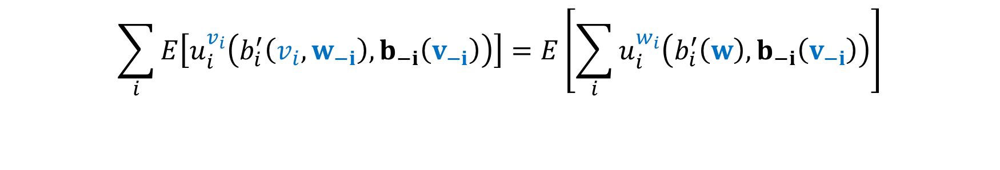 ∑_i E[u_i^{v_i}(b_i′(v_i, 𝐰_{−𝐢}), 𝐛_{−𝐢}(𝐯_{−𝐢}))] = E[∑_i u_i^{w_i}(b_i′(𝐰), 𝐛_{−𝐢}(𝐯_{−𝐢}))]